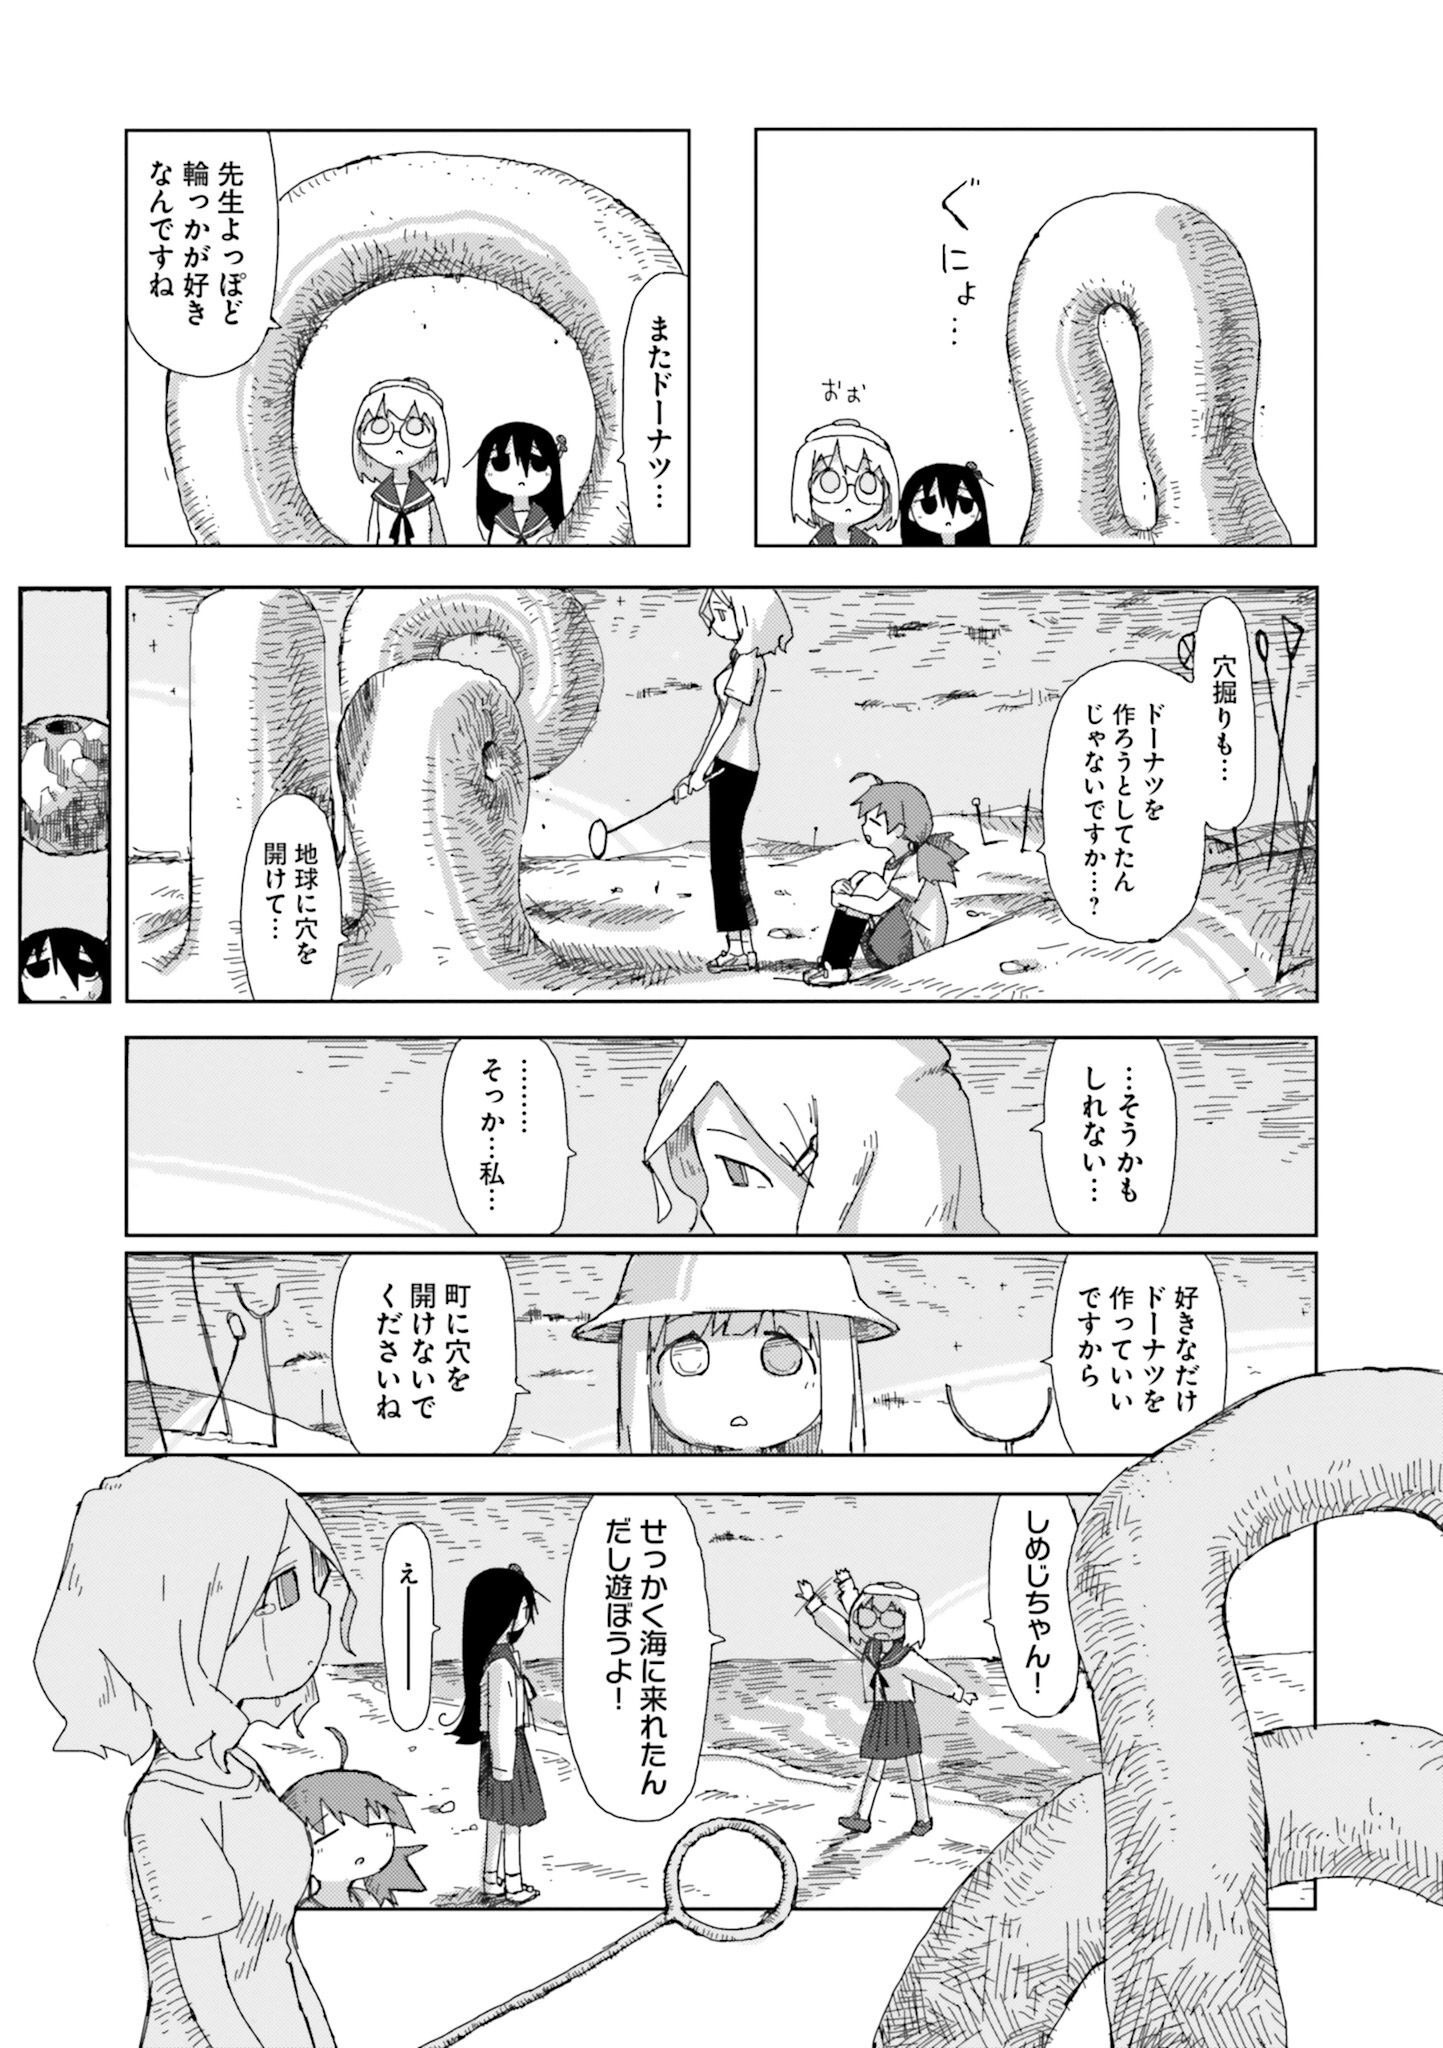 ぐにょ…
おぉ
またドーナツ…
先生よっぽど
輪っかが好き
なんですね
穴掘りも…
ドーナツを
作ろうとしてたん
じゃないですか…?
地球に穴を
開けて…
…そうかも
しれない…
………
そっか…私…
好きなだけ
ドーナツを
作っていい
ですから
町に穴を
開けないで
くださいね
しめじちゃん!
せっかく海に来れたん
だし遊ぼうよ!
えーーー